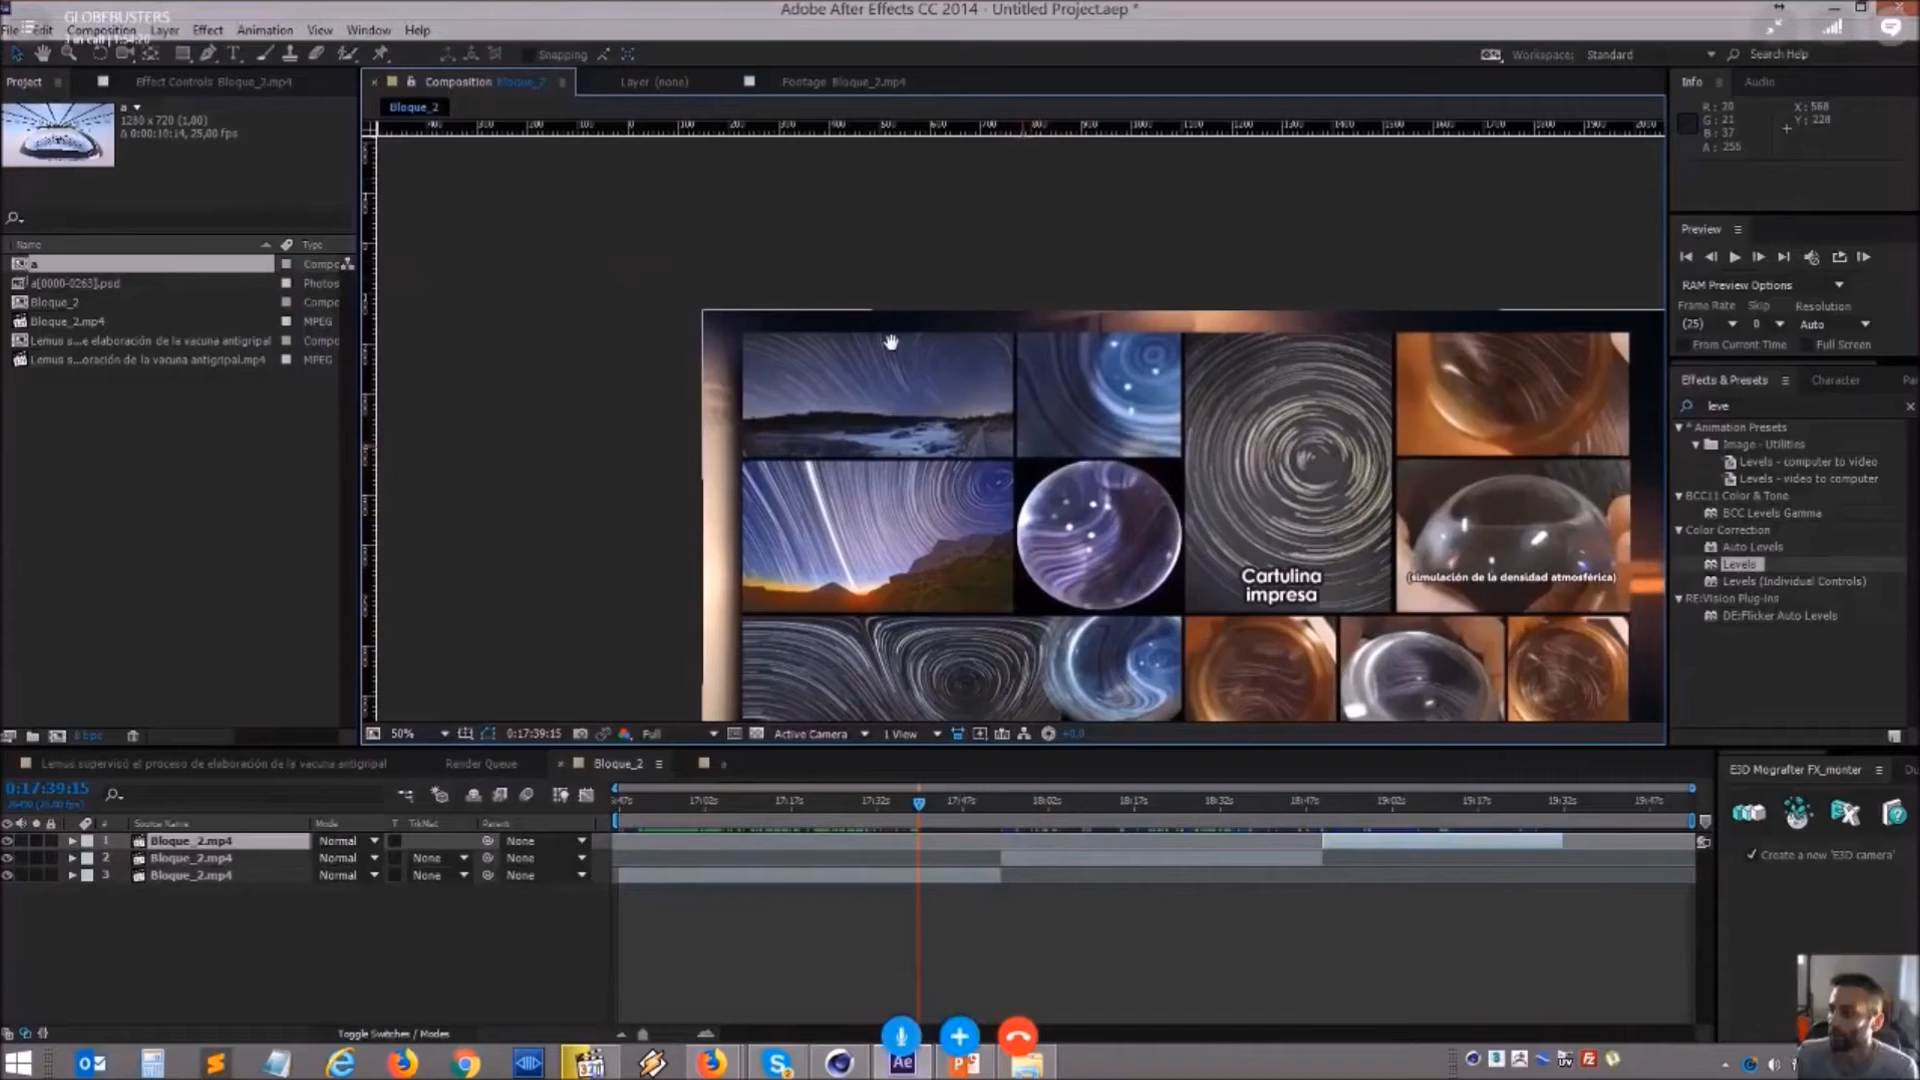 GLOBEBUSTERS
Adobe After Effects CC 2014 - Untitled Project.aep *
File Edit Composition Layer Effect Animation View Window Help
Snapping
Workspace: Standard
Search Help
Project
Effect Controls Bloque_2.mp4
Composition Bloque_2
Layer (none)
Footage Bloque_2.mp4
Info
Audio
a
1280 x 720 (1,00)
Δ 0:00:10:14, 25,00 fps
Bloque_2
R: 20
G: 21
B: 37
A: 255
X: 568
Y: 228
Name
Type
a
Compo
a[0000-0263].psd
Photos
Bloque_2
Compo
Bloque_2.mp4
MPEG
Lemus s...e elaboración de la vacuna antigripal
Compo
Lemus s...oración de la vacuna antigripal.mp4
MPEG
Preview
RAM Preview Options
Frame Rate Skip Resolution
(25) 0 Auto
From Current Time Full Screen
Effects & Presets
Character
leve
* Animation Presets
Image - Utilities
Levels - computer to video
Levels - video to computer
BCC11 Color & Tone
BCC Levels Gamma
Color Correction
Auto Levels
Levels
Levels (Individual Controls)
RE:Vision Plug-ins
DE:Flicker Auto Levels
Cartulina
impresa
(simulación de la densidad atmosférica)
8 bpc
50%
0:17:39:15
Full
Active Camera
1 View
+0,0
Lemus supervisó el proceso de elaboración de la vacuna antigripal
Render Queue
Bloque_2
a
E3D Mografter FX_monter
0:17:39:15
17:02s 17:17s 17:32s 17:47s 18:02s 18:17s 18:32s 18:47s 19:02s 19:17s 19:32s 19:47s
# Source Name Mode T TrkMat Parent
1 Bloque_2.mp4 Normal None
2 Bloque_2.mp4 Normal None None
3 Bloque_2.mp4 Normal None None
Create a new 'E3D camera'
Toggle Switches / Modes